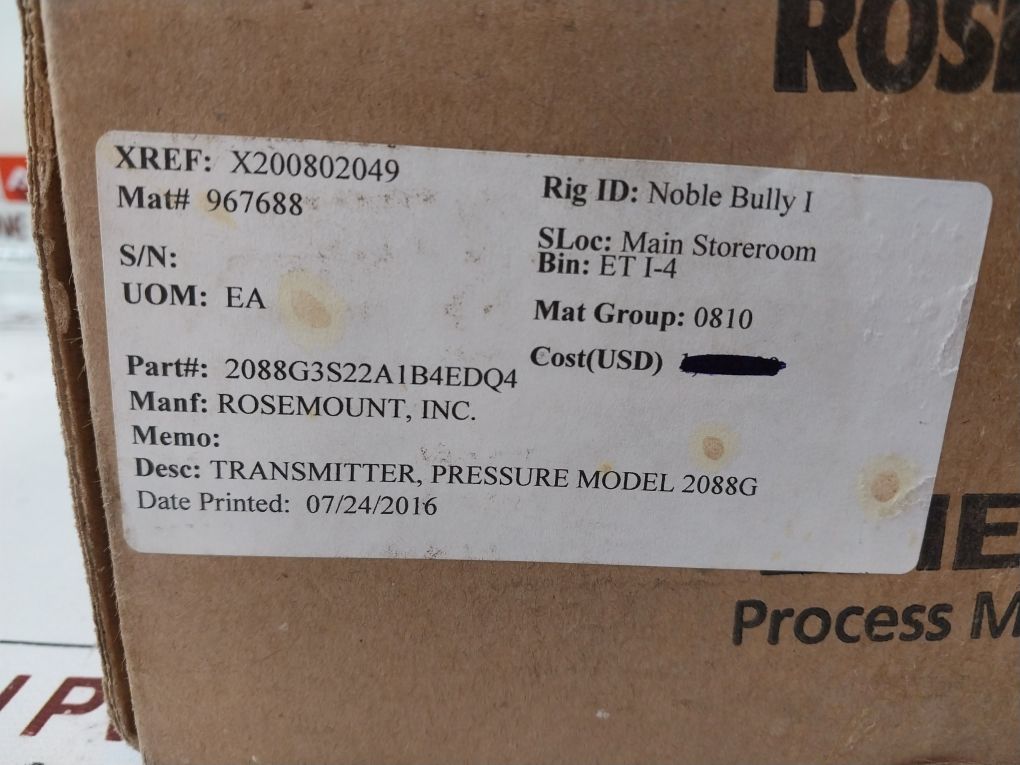 ROSE
XREF: X200802049
Mat# 967688
S/N:
UOM: EA
Part#: 2088G3S22A1B4EDQ4
Manf: ROSEMOUNT, INC.
Memo:
Desc: TRANSMITTER, PRESSURE MODEL 2088G
Date Printed: 07/24/2016
Rig ID: Noble Bully I
SLoc: Main Storeroom
Bin: ET I-4
Mat Group: 0810
Cost(USD)
Process M